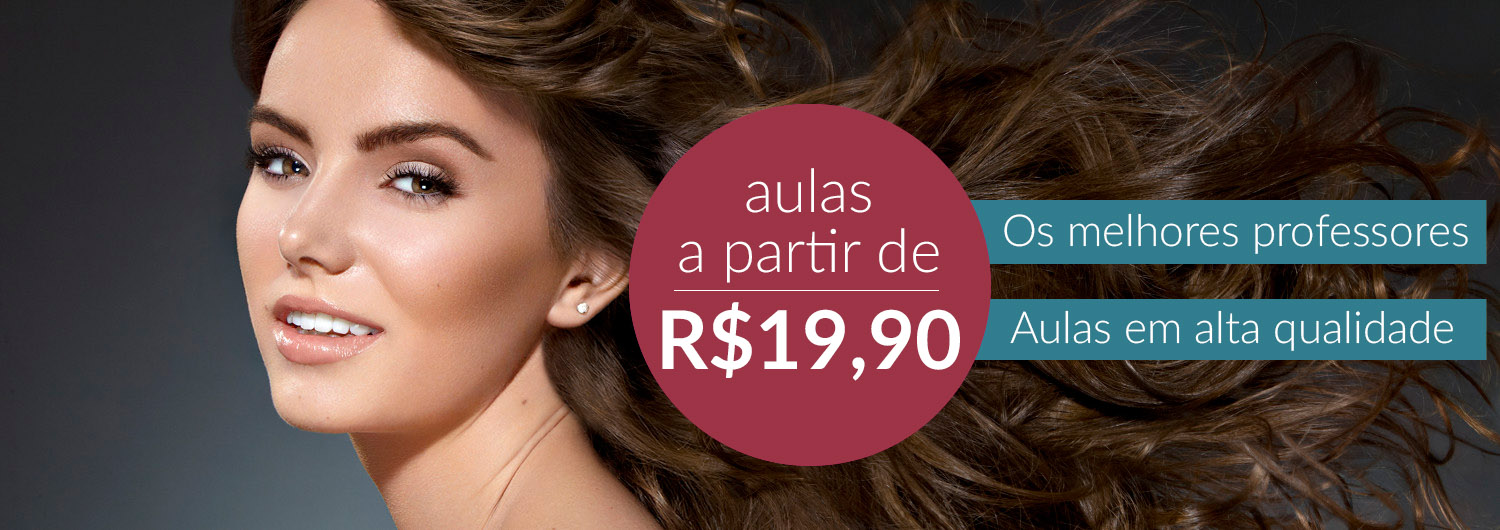 aulas
a partir de
R$19,90
Os melhores professores
Aulas em alta qualidade